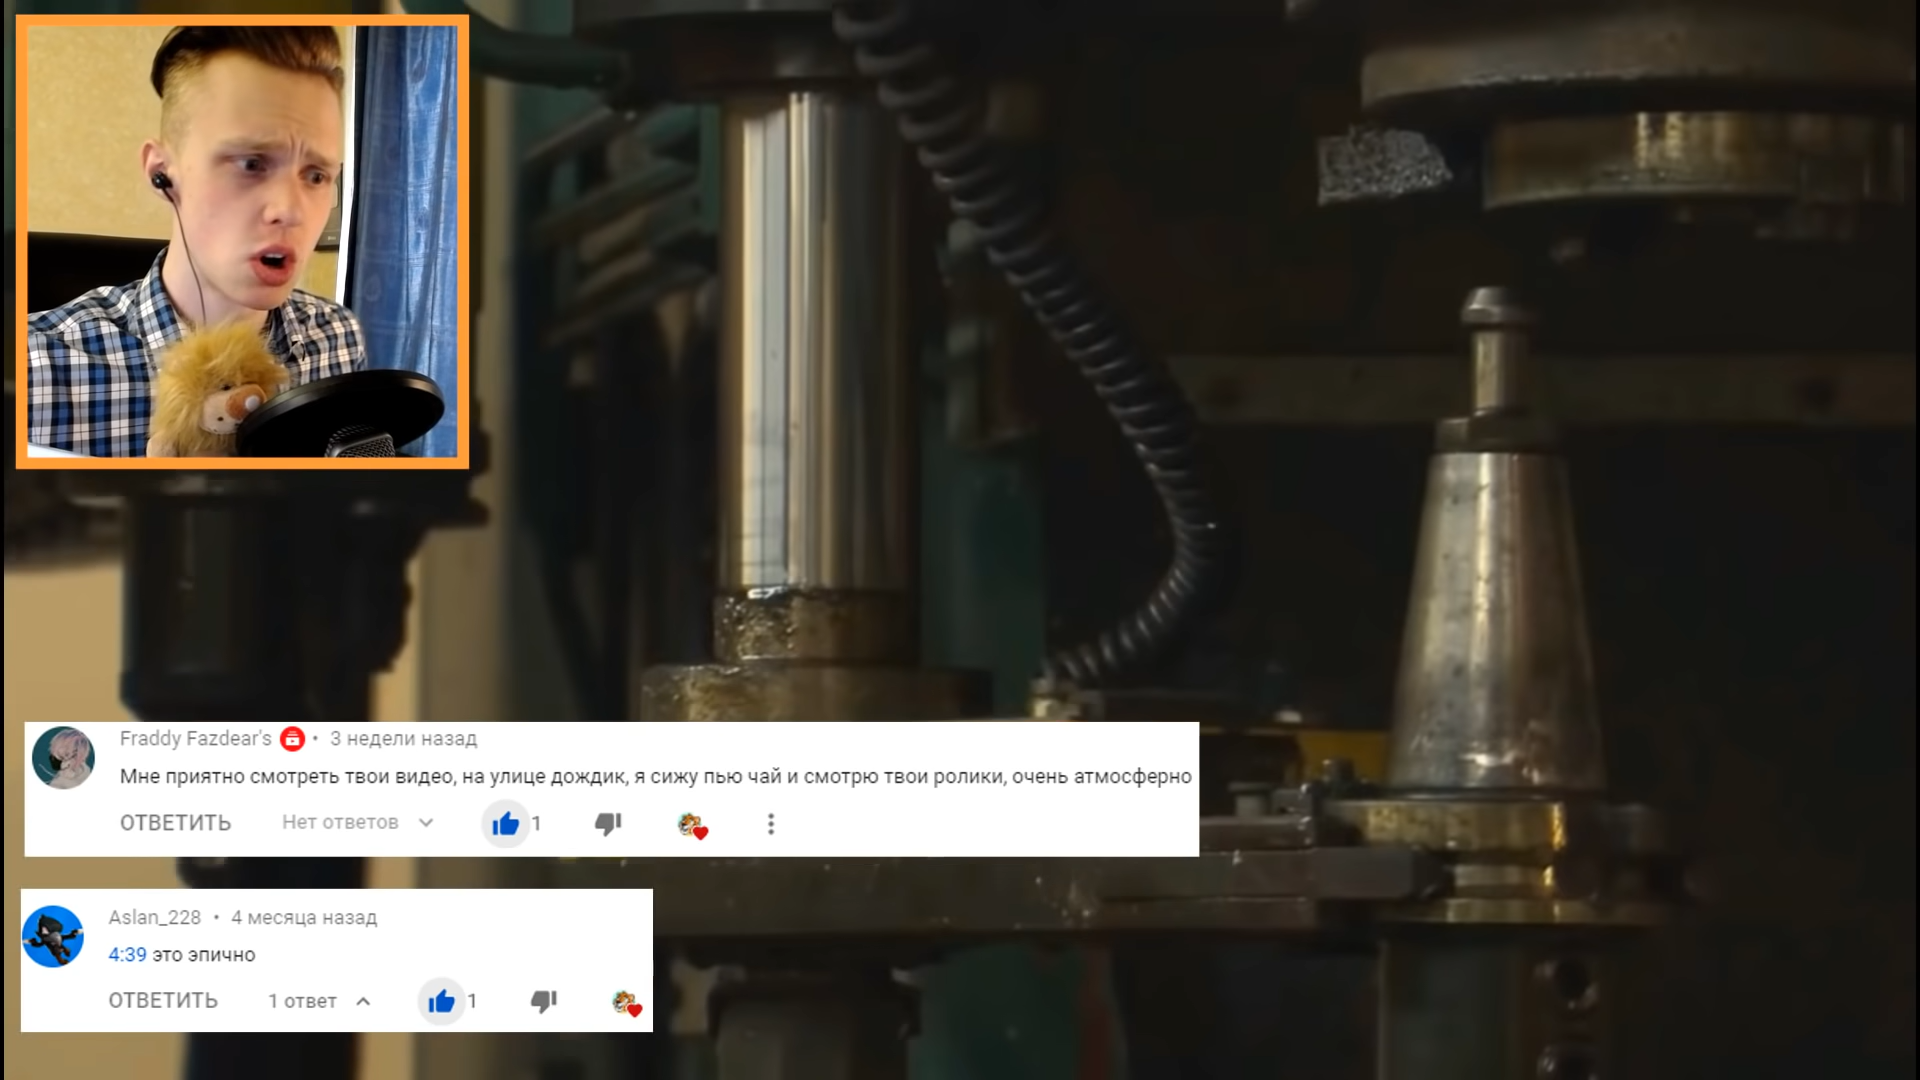 Fraddy Fazdear's • 3 недели назад
Мне приятно смотреть твои видео, на улице дождик, я сижу пью чай и смотрю твои ролики, очень атмосферно
ОТВЕТИТЬ Нет ответов 1
Aslan_228 • 4 месяца назад
4:39 это эпично
ОТВЕТИТЬ 1 ответ 1